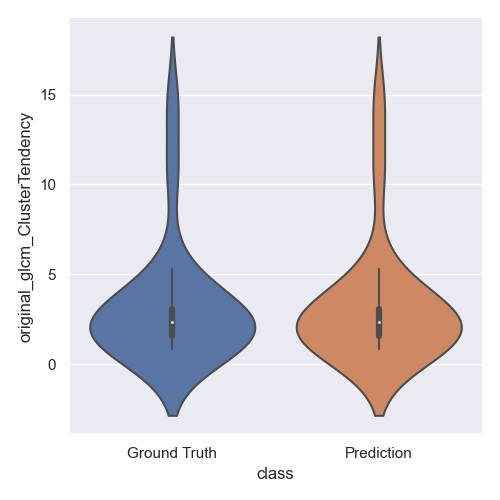 original_glcm_ClusterTendency
15
10
5
0
Ground Truth
Prediction
class